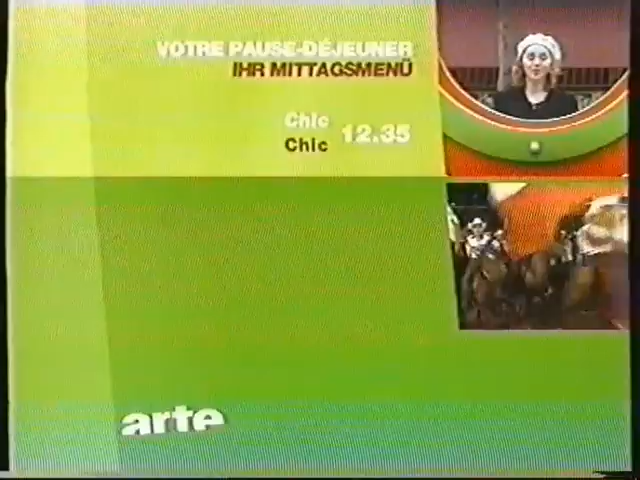 VOTRE PAUSE-DÉJEUNER
IHR MITTAGSMENÜ
Chic
Chic
12.35
arte